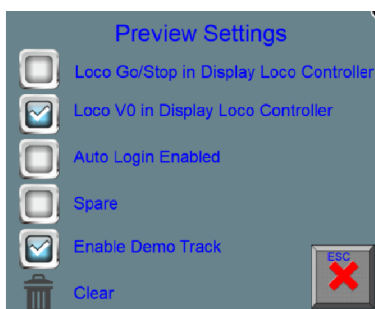 Preview Settings
Loco Go/Stop in Display Loco Controller
Loco V0 in Display Loco Controller
Auto Login Enabled
Spare
Enable Demo Track
ESC
Clear